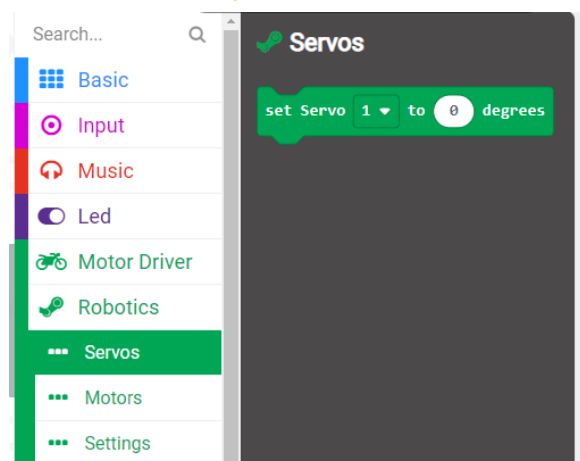 Search...
Basic
Input
Music
Led
Motor Driver
Robotics
Servos
Motors
Settings
Servos
set Servo 1 to 0 degrees